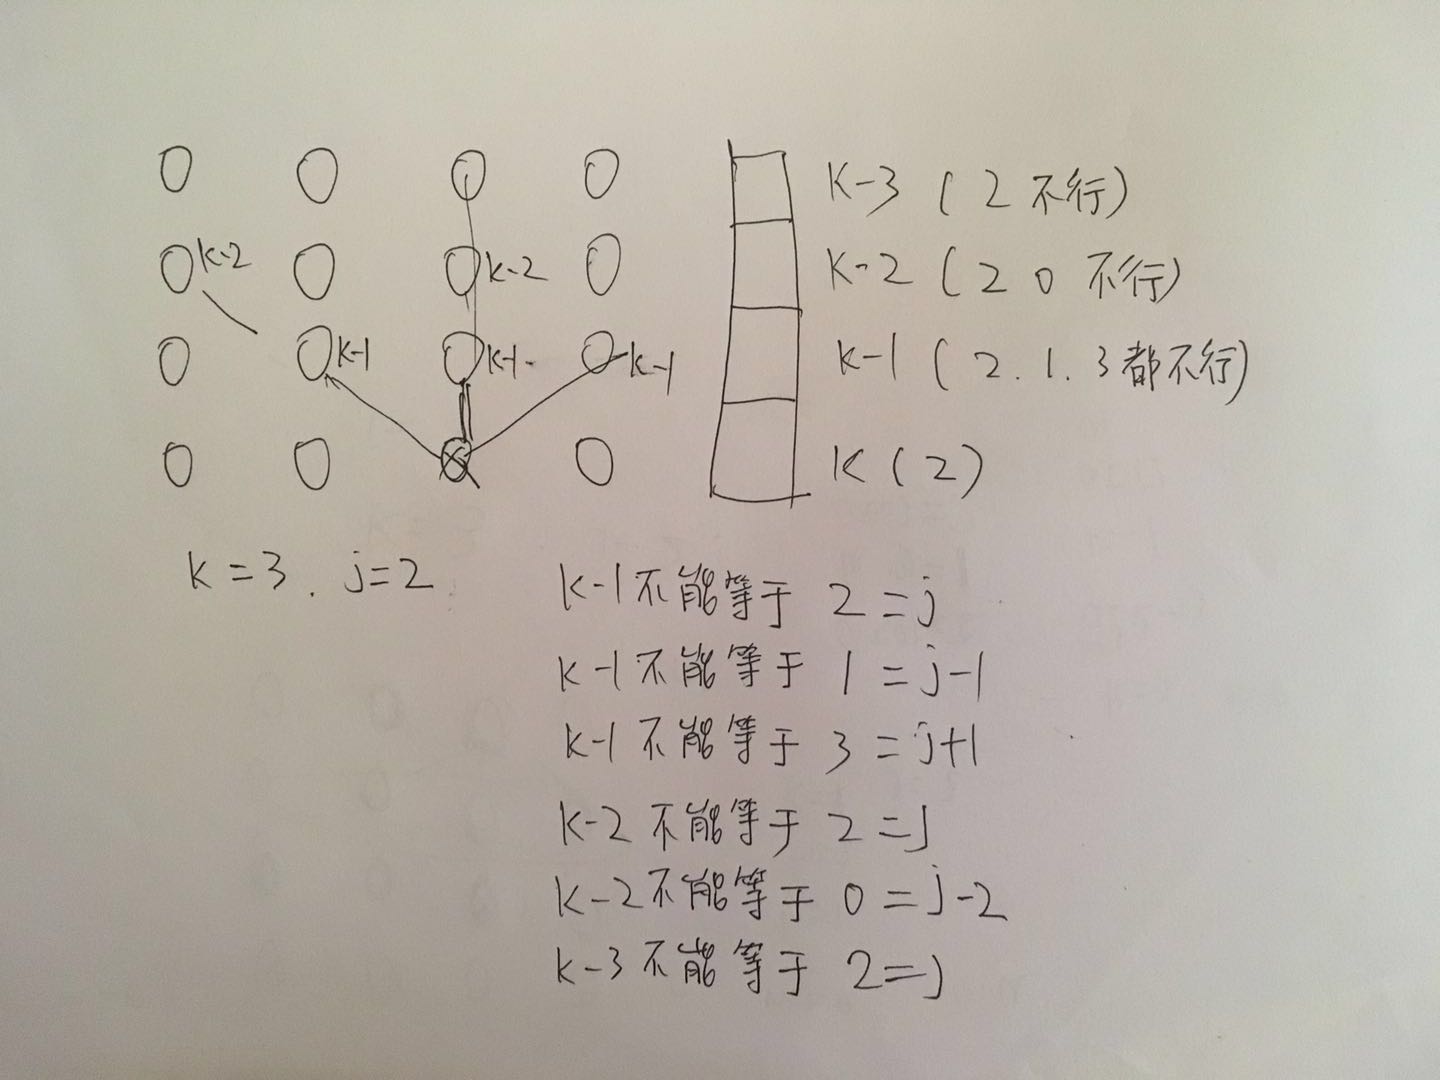 K-3 ( 2 不行)
K-2
K-2
K-2 ( 2 0 不行)
K-1
K-1
K-1
K-1 ( 2. 1. 3 都不行)
K ( 2 )
K=3. j=2
K-1 不能等于 2=j
K-1 不能等于 1=j-1
K-1 不能等于 3=j+1
K-2 不能等于 2=j
K-2 不能等于 0=j-2
K-3 不能等于 2=j